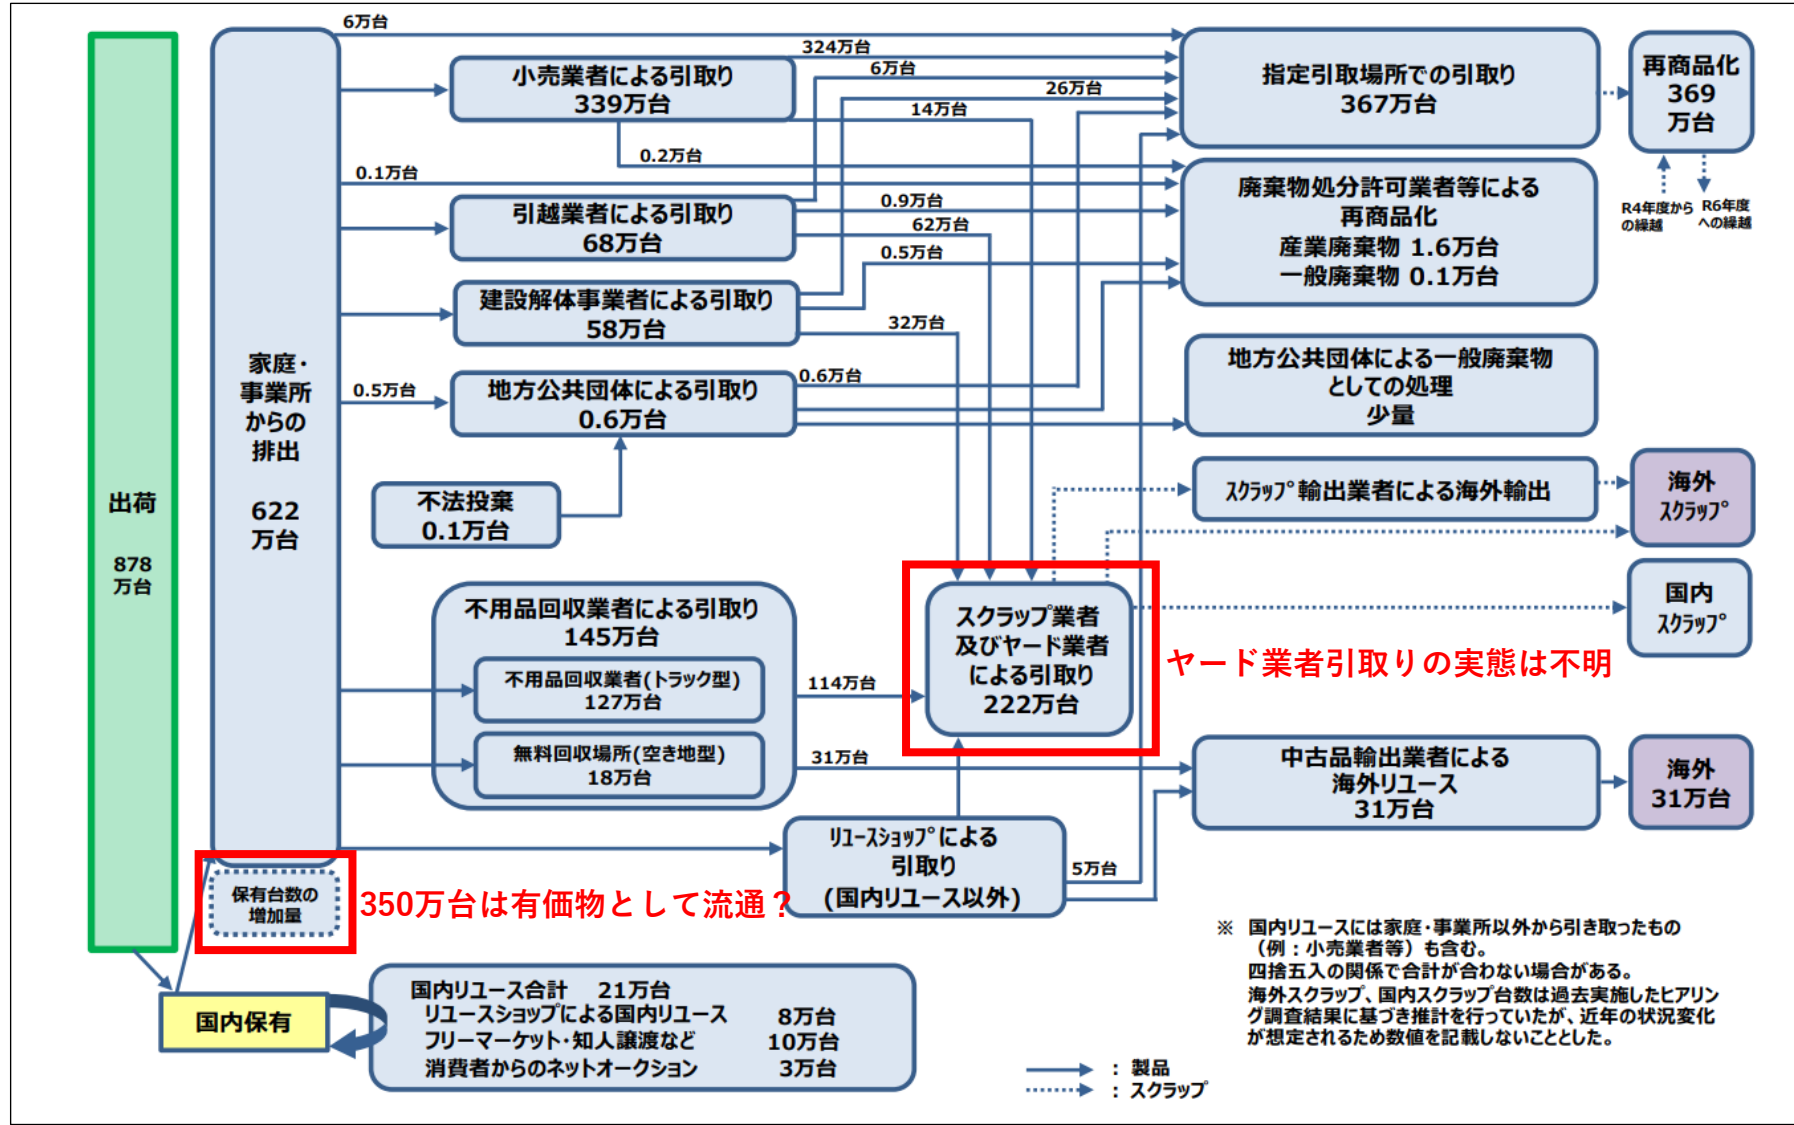 出荷
878
万台
家庭・
事業所
からの
排出
622
万台
保有台数の
増加量
350万台は有価物として流通？
国内保有
6万台
小売業者による引取り
339万台
324万台
6万台
26万台
14万台
0.2万台
0.1万台
引越業者による引取り
68万台
0.9万台
62万台
0.5万台
建設解体事業者による引取り
58万台
32万台
0.5万台
地方公共団体による引取り
0.6万台
0.6万台
不法投棄
0.1万台
不用品回収業者による引取り
145万台
不用品回収業者(トラック型)
127万台
無料回収場所(空き地型)
18万台
114万台
31万台
スクラップ業者
及びヤード業者
による引取り
222万台
ヤード業者引取りの実態は不明
ﾘﾕｰｽｼｮｯﾌﾟによる
引取り
(国内リユース以外)
5万台
指定引取場所での引取り
367万台
再商品化
369
万台
R4年度から
の繰越
R6年度
への繰越
廃棄物処分許可業者等による
再商品化
産業廃棄物 1.6万台
一般廃棄物 0.1万台
地方公共団体による一般廃棄物
としての処理
少量
ｽｸﾗｯﾌﾟ輸出業者による海外輸出
海外
ｽｸﾗｯﾌﾟ
国内
ｽｸﾗｯﾌﾟ
中古品輸出業者による
海外リユース
31万台
海外
31万台
国内リユース合計 21万台
リユースショップによる国内リユース 8万台
フリーマーケット・知人譲渡など 10万台
消費者からのネットオークション 3万台
※ 国内リユースには家庭・事業所以外から引き取ったもの
（例：小売業者等）も含む。
四捨五入の関係で合計が合わない場合がある。
海外スクラップ、国内スクラップ台数は過去実施したヒアリン
グ調査結果に基づき推計を行っていたが、近年の状況変化
が想定されるため数値を記載しないこととした。
：製品
：スクラップ